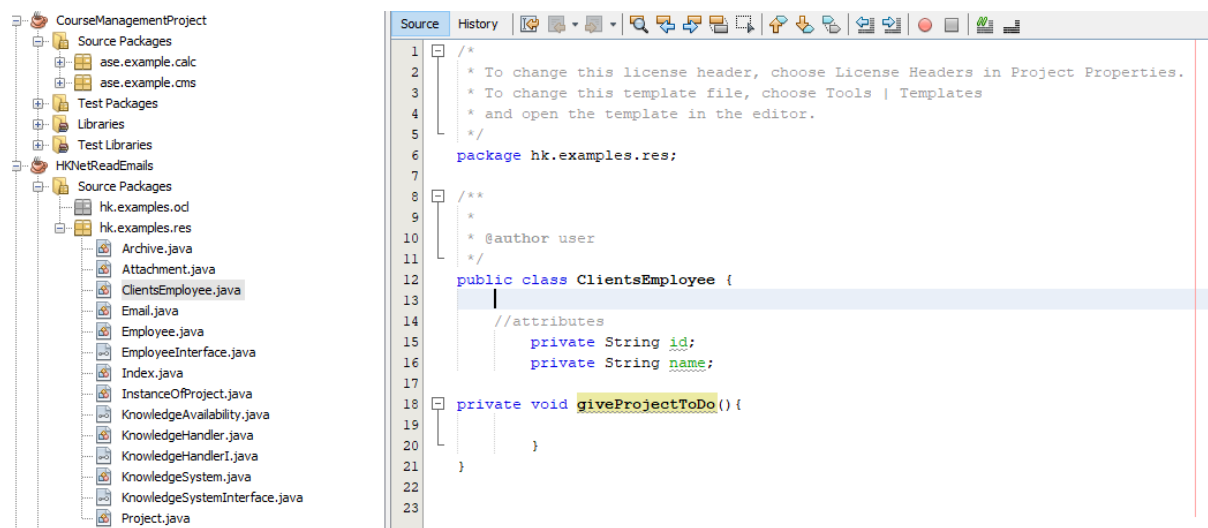 CourseManagementProject
Source Packages
ase.example.calc
ase.example.cms
Test Packages
Libraries
Test Libraries
HKNetReadEmails
Source Packages
hk.examples.ocl
hk.examples.res
Archive.java
Attachment.java
ClientsEmployee.java
Email.java
Employee.java
EmployeeInterface.java
Index.java
InstanceOfProject.java
KnowledgeAvailability.java
KnowledgeHandler.java
KnowledgeHandlerI.java
KnowledgeSystem.java
KnowledgeSystemInterface.java
Project.java
Source History
1 /*
2 * To change this license header, choose License Headers in Project Properties.
3 * To change this template file, choose Tools | Templates
4 * and open the template in the editor.
5 */
6 package hk.examples.res;
7
8 /**
9 *
10 * @author user
11 */
12 public class ClientsEmployee {
13
14 //attributes
15 private String id;
16 private String name;
17
18 private void giveProjectToDo(){
19
20 }
21 }
22
23